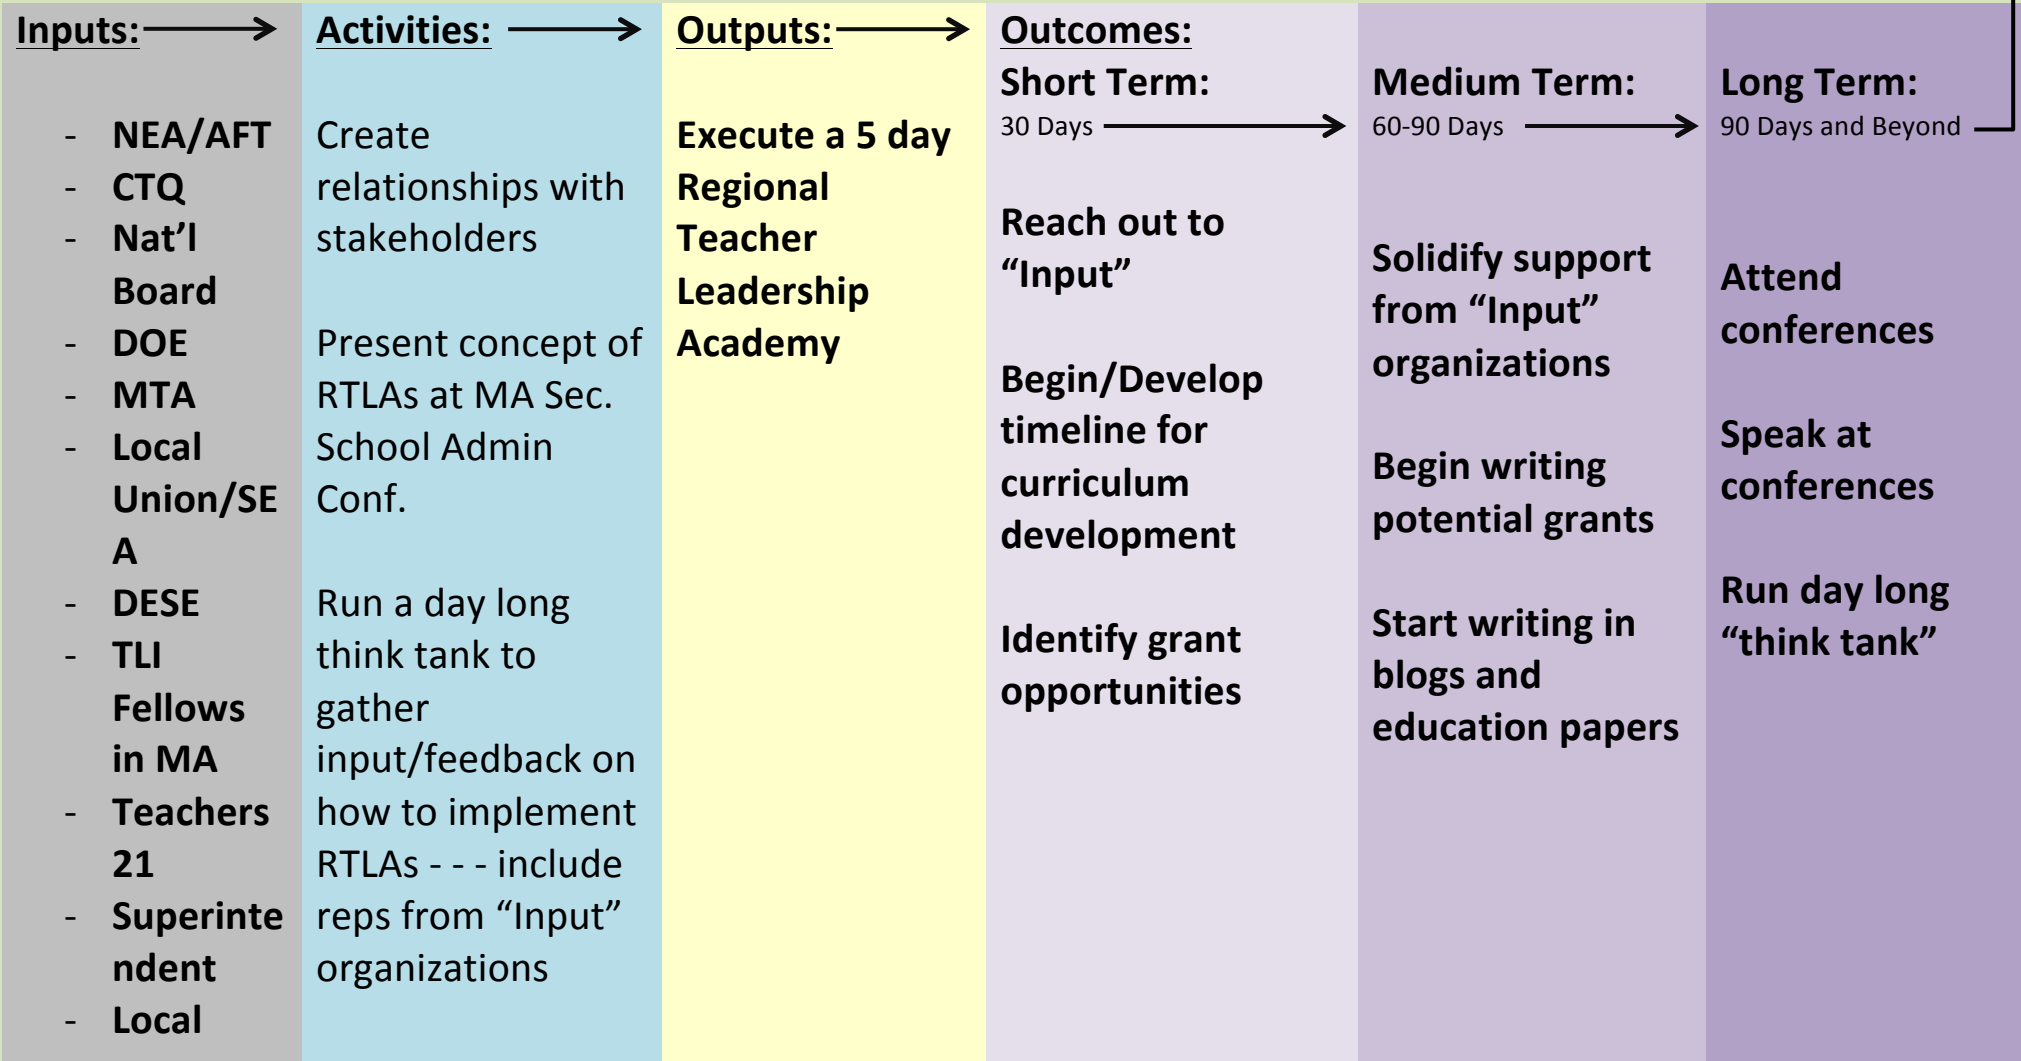 Inputs:
- NEA/AFT
- CTQ
- Nat’l
Board
- DOE
- MTA
- Local
Union/SE
A
- DESE
- TLI
Fellows
in MA
- Teachers
21
- Superinte
ndent
- Local
Activities:
Create
relationships with
stakeholders
Present concept of
RTLAs at MA Sec.
School Admin
Conf.
Run a day long
think tank to
gather
input/feedback on
how to implement
RTLAs - - - include
reps from “Input”
organizations
Outputs:
Execute a 5 day
Regional
Teacher
Leadership
Academy
Outcomes:
Short Term:
30 Days
Reach out to
“Input”
Begin/Develop
timeline for
curriculum
development
Identify grant
opportunities
Medium Term:
60-90 Days
Solidify support
from “Input”
organizations
Begin writing
potential grants
Start writing in
blogs and
education papers
Long Term:
90 Days and Beyond
Attend
conferences
Speak at
conferences
Run day long
“think tank”